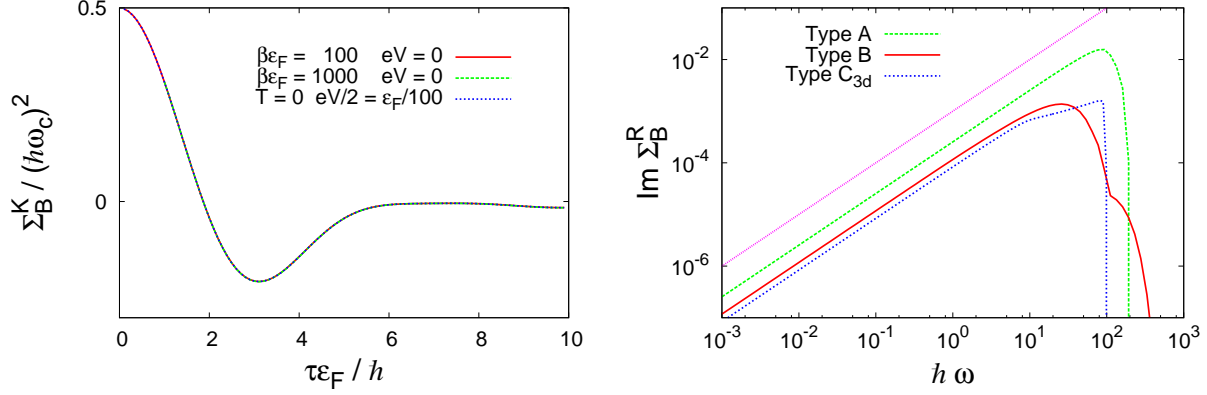 Σ_B^K / (ħω_c)^2
0.5
0
βε_F = 100 eV = 0
βε_F = 1000 eV = 0
T = 0 eV/2 = ε_F/100
0 2 4 6 8 10
τε_F / ħ
Im Σ_B^R
10^-2
10^-4
10^-6
Type A
Type B
Type C_3d
10^-3 10^-2 10^-1 10^0 10^1 10^2 10^3
ħ ω